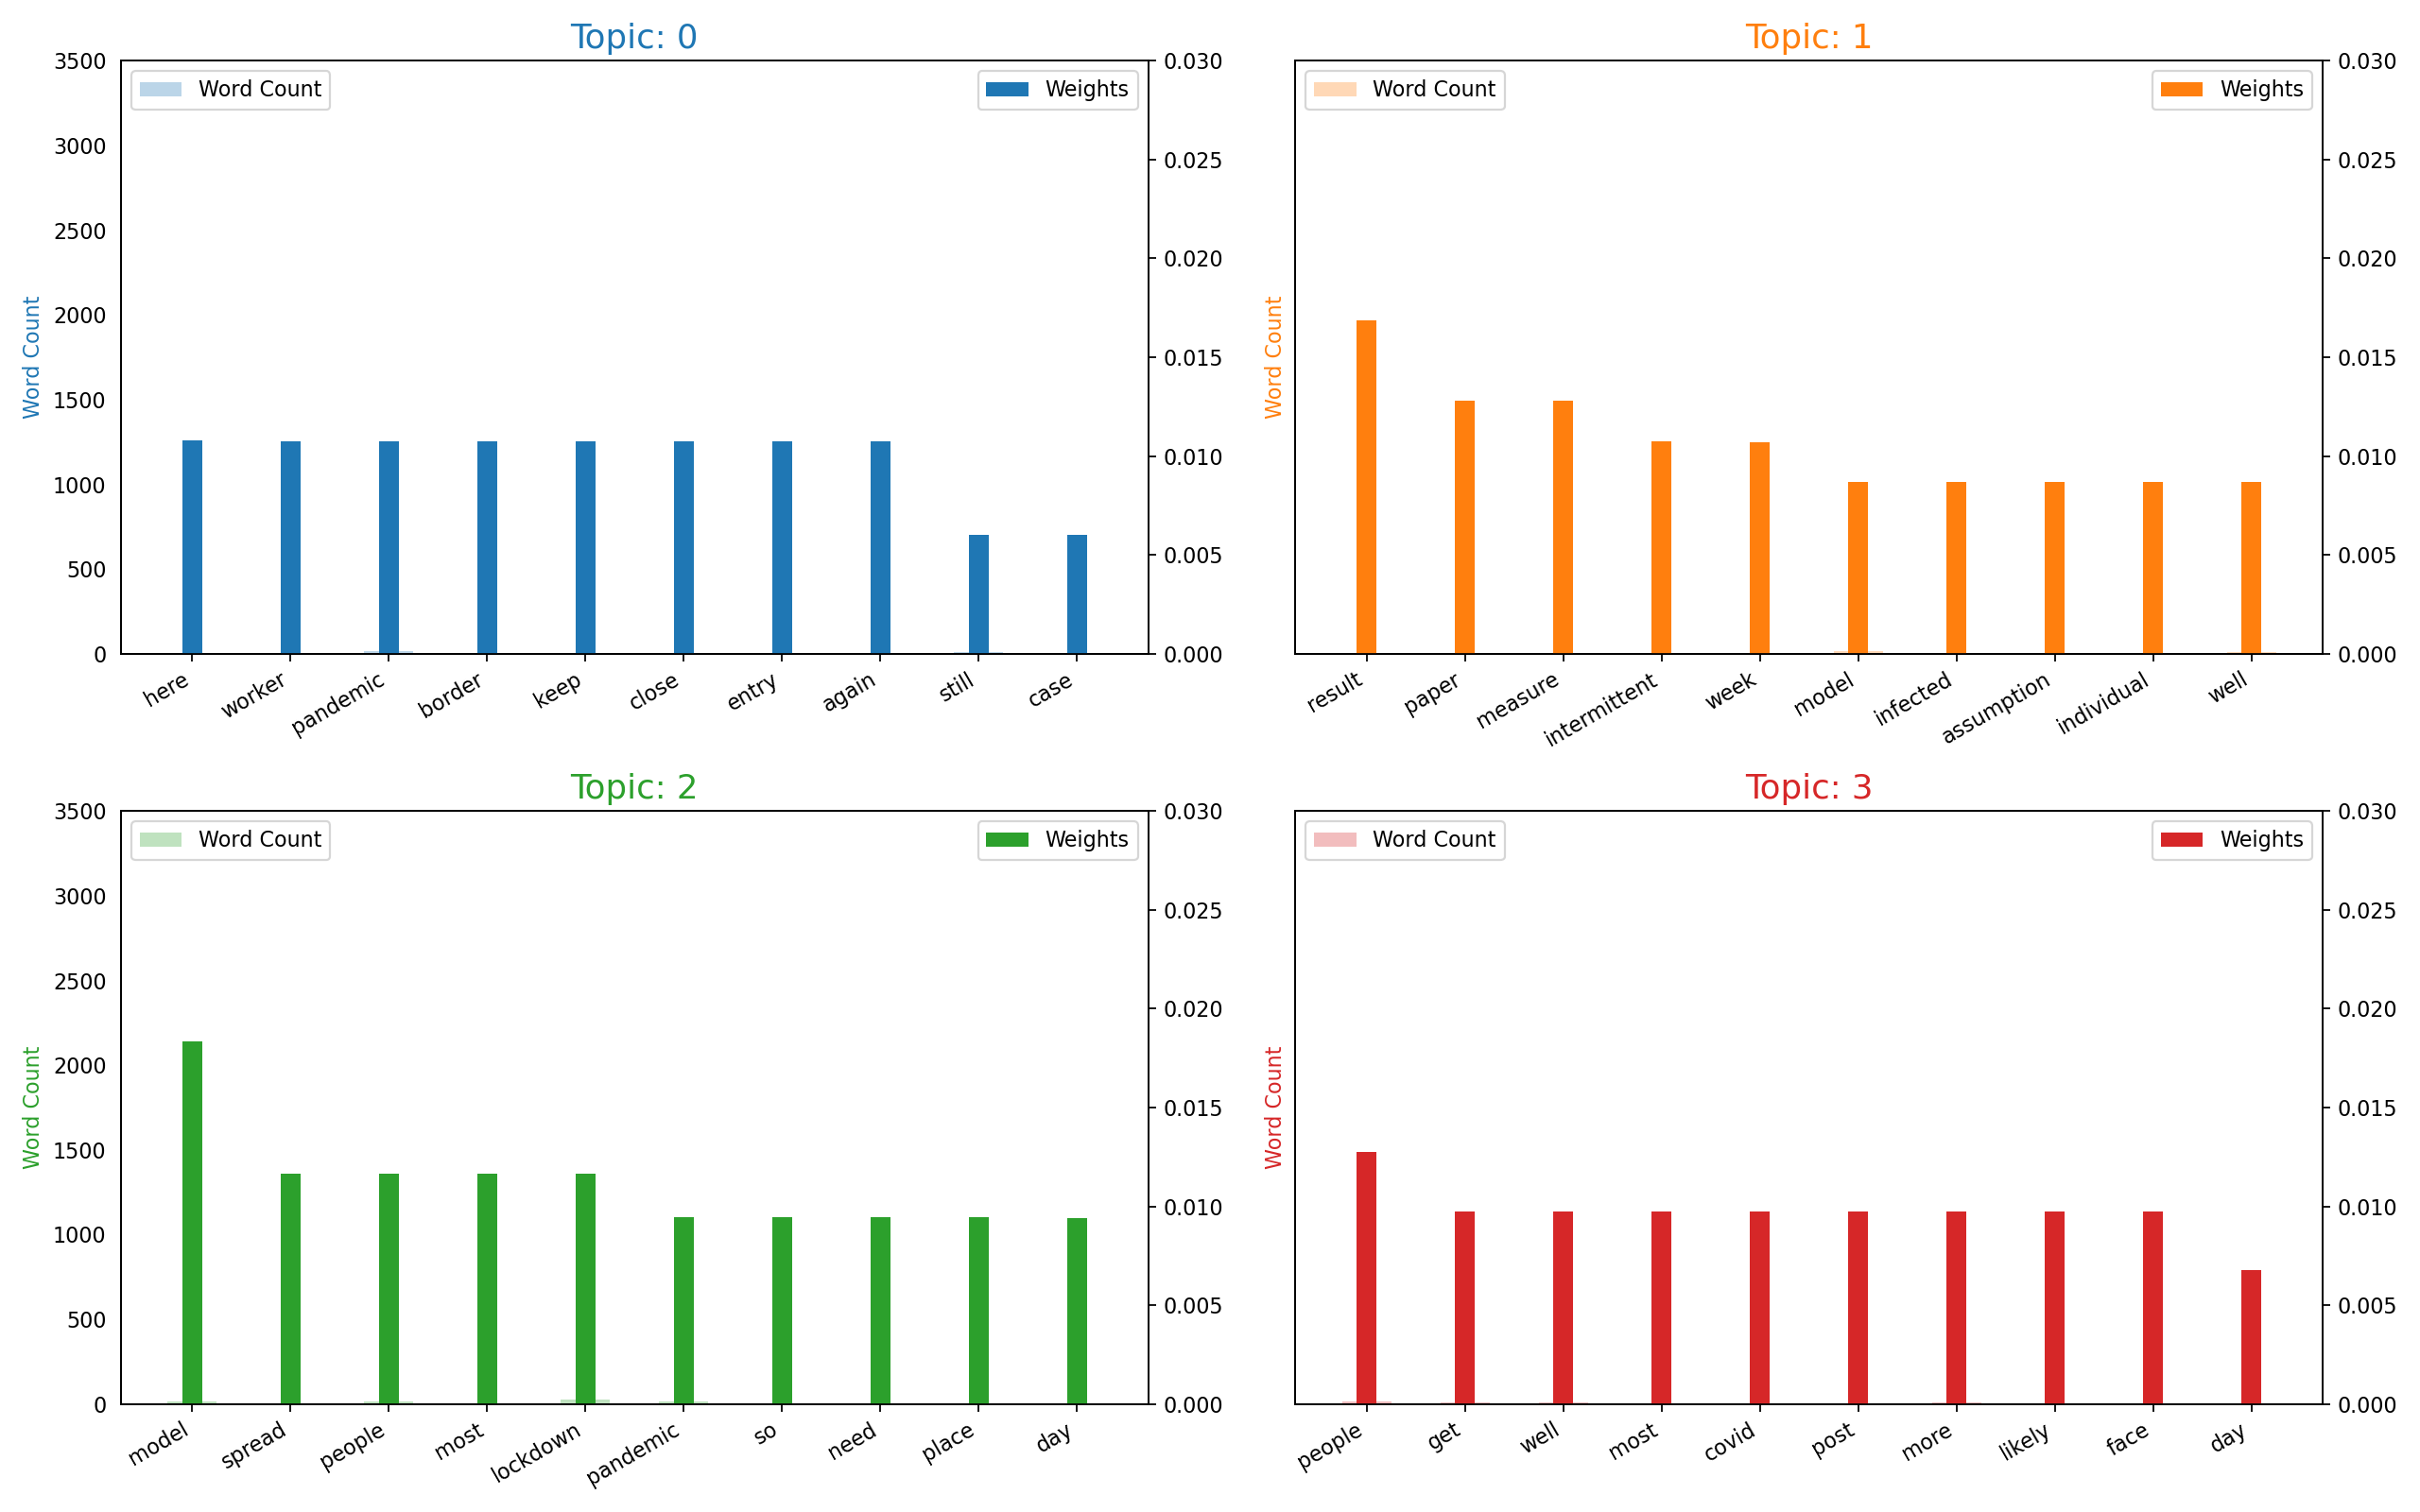 Topic: 0
Word Count
Weights
3500
3000
2500
2000
1500
1000
500
0
Word Count
0.030
0.025
0.020
0.015
0.010
0.005
0.000
here worker pandemic border keep close entry again still case
Topic: 1
Word Count
Weights
Word Count
0.030
0.025
0.020
0.015
0.010
0.005
0.000
result paper measure intermittent week model infected assumption individual well
Topic: 2
Word Count
Weights
3500
3000
2500
2000
1500
1000
500
0
Word Count
0.030
0.025
0.020
0.015
0.010
0.005
0.000
model spread people most lockdown pandemic so need place day
Topic: 3
Word Count
Weights
Word Count
0.030
0.025
0.020
0.015
0.010
0.005
0.000
people get well most covid post more likely face day